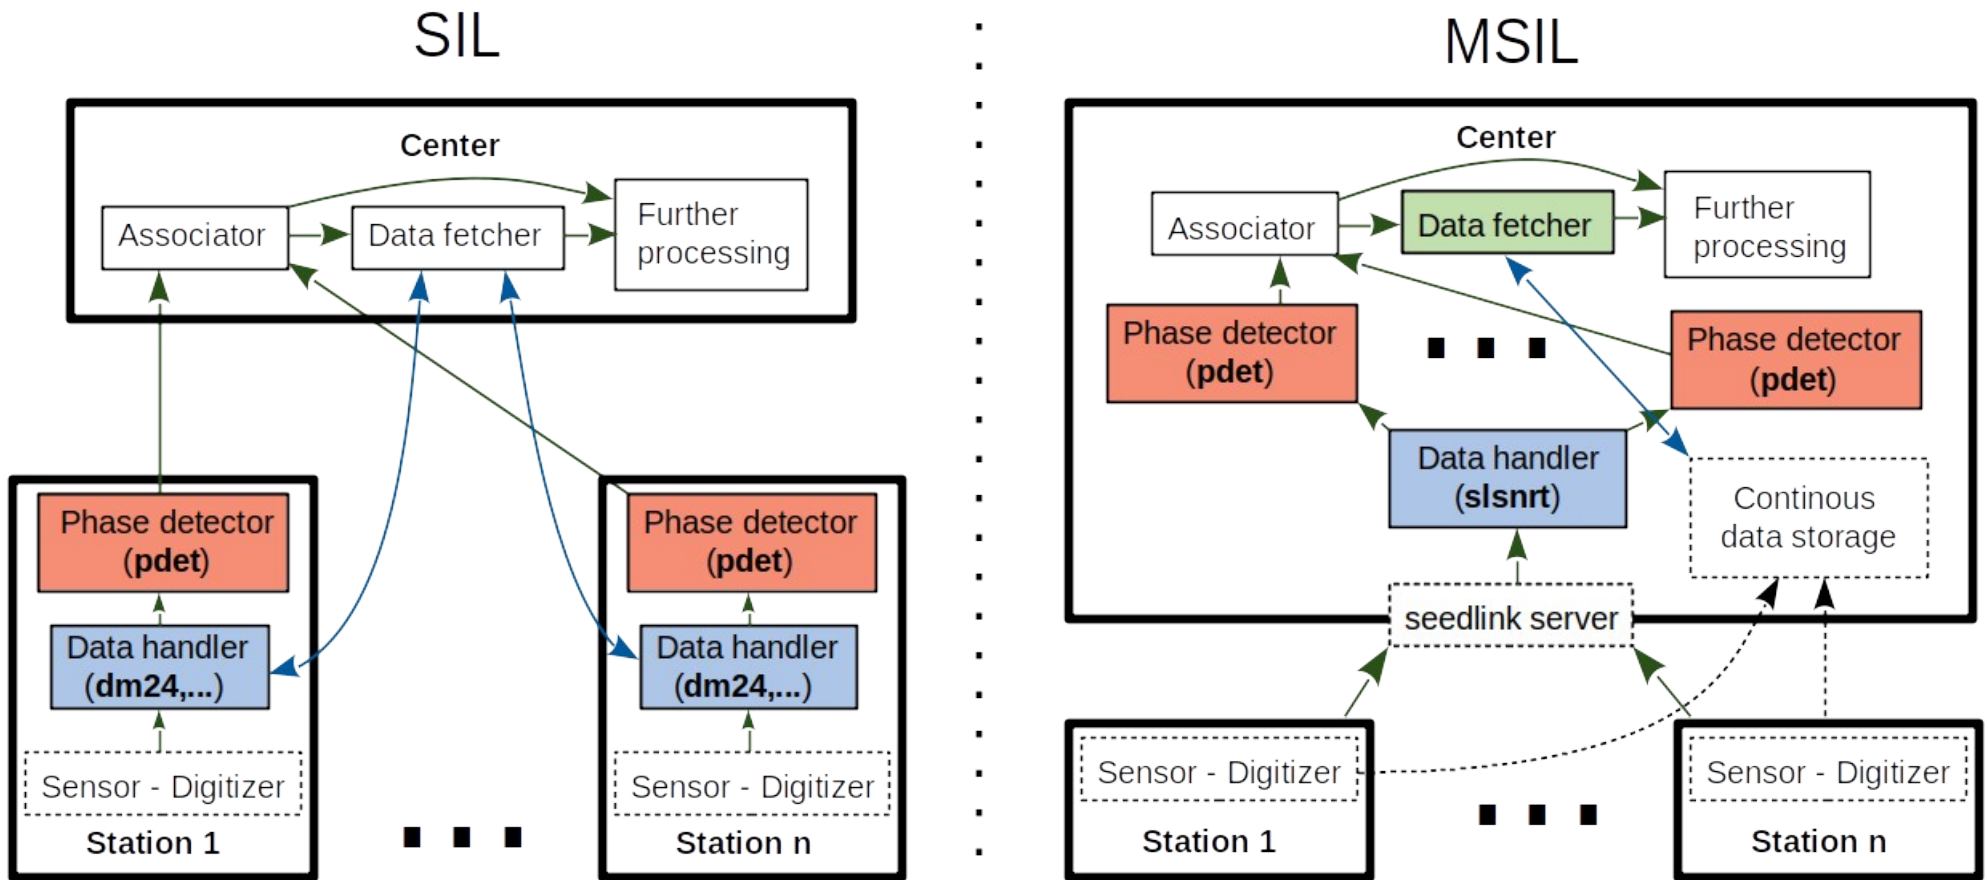 SIL
Center
Associator
Data fetcher
Further
processing
Phase detector
(pdet)
Data handler
(dm24,...)
Sensor - Digitizer
Station 1
Phase detector
(pdet)
Data handler
(dm24,...)
Sensor - Digitizer
Station n
MSIL
Center
Associator
Data fetcher
Further
processing
Phase detector
(pdet)
Phase detector
(pdet)
Data handler
(slsnrt)
Continous
data storage
seedlink server
Sensor - Digitizer
Station 1
Sensor - Digitizer
Station n